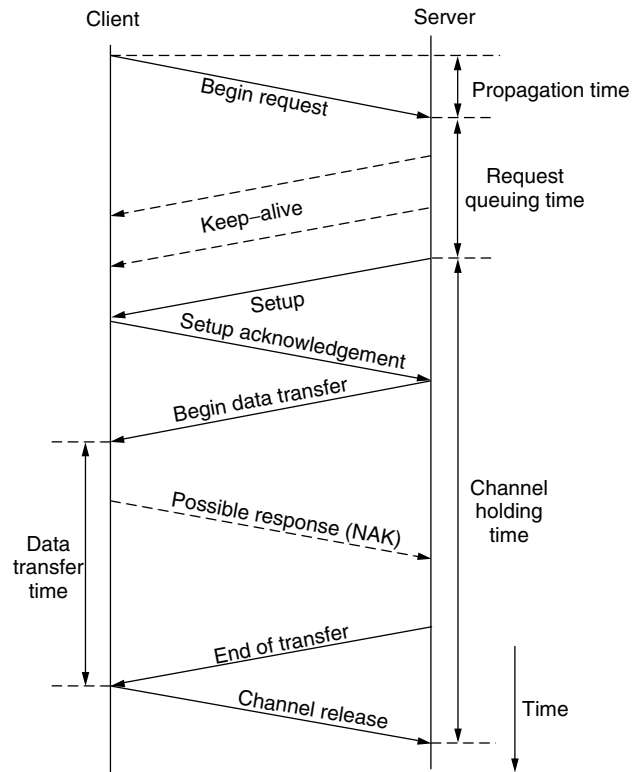 Client
Server
Begin request
Propagation time
Request
queuing time
Keep–alive
Setup
Setup acknowledgement
Begin data transfer
Channel
holding
time
Possible response (NAK)
Data
transfer
time
End of transfer
Channel release
Time